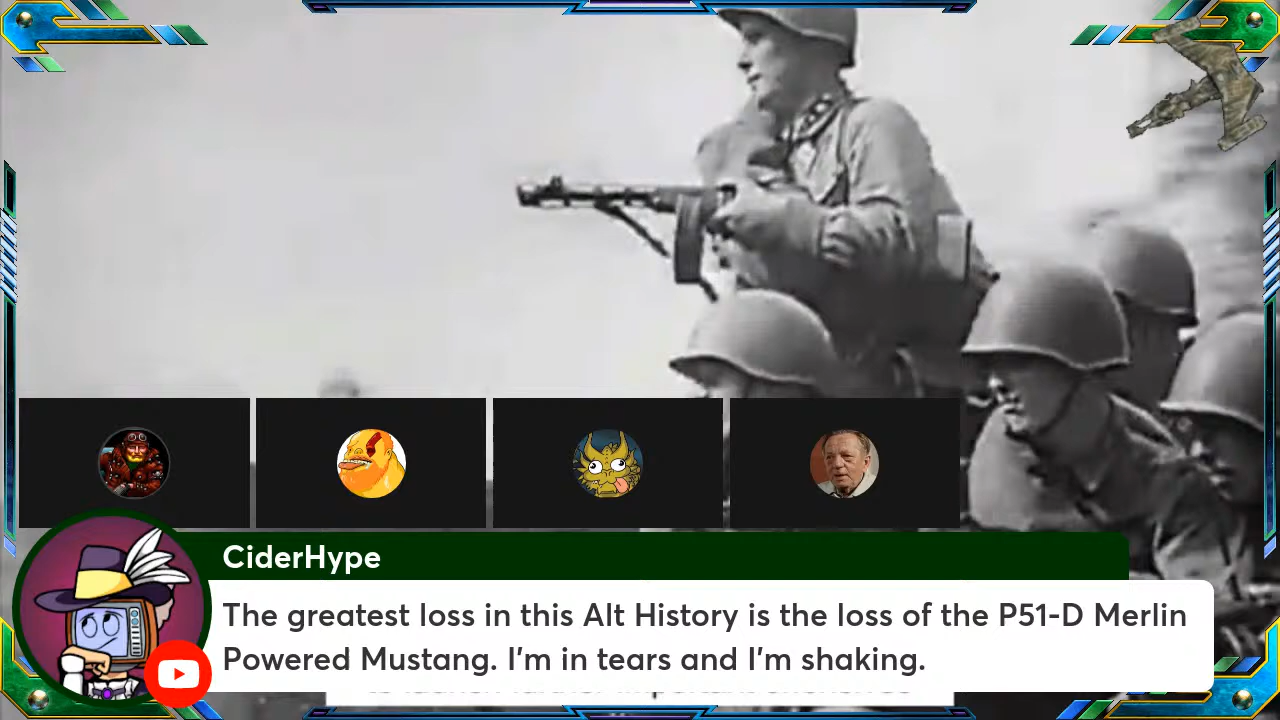 CiderHype
The greatest loss in this Alt History is the loss of the P51-D Merlin
Powered Mustang. I'm in tears and I'm shaking.